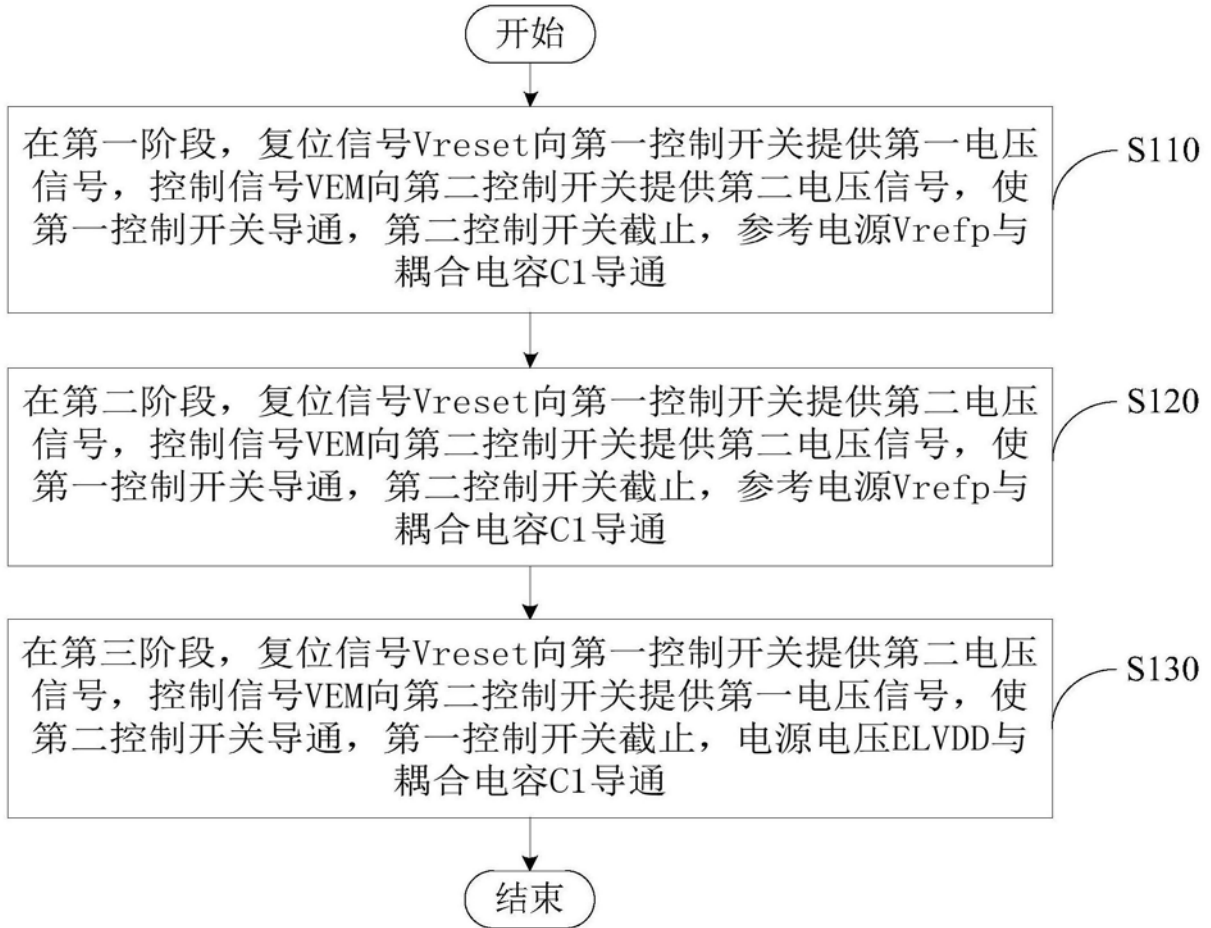 开始
在第一阶段，复位信号Vreset向第一控制开关提供第一电压
信号，控制信号VEM向第二控制开关提供第二电压信号，使
第一控制开关导通，第二控制开关截止，参考电源Vrefp与
耦合电容C1导通
S110
在第二阶段，复位信号Vreset向第一控制开关提供第二电压
信号，控制信号VEM向第二控制开关提供第二电压信号，使
第一控制开关导通，第二控制开关截止，参考电源Vrefp与
耦合电容C1导通
S120
在第三阶段，复位信号Vreset向第一控制开关提供第二电压
信号，控制信号VEM向第二控制开关提供第一电压信号，使
第二控制开关导通，第一控制开关截止，电源电压ELVDD与
耦合电容C1导通
S130
结束